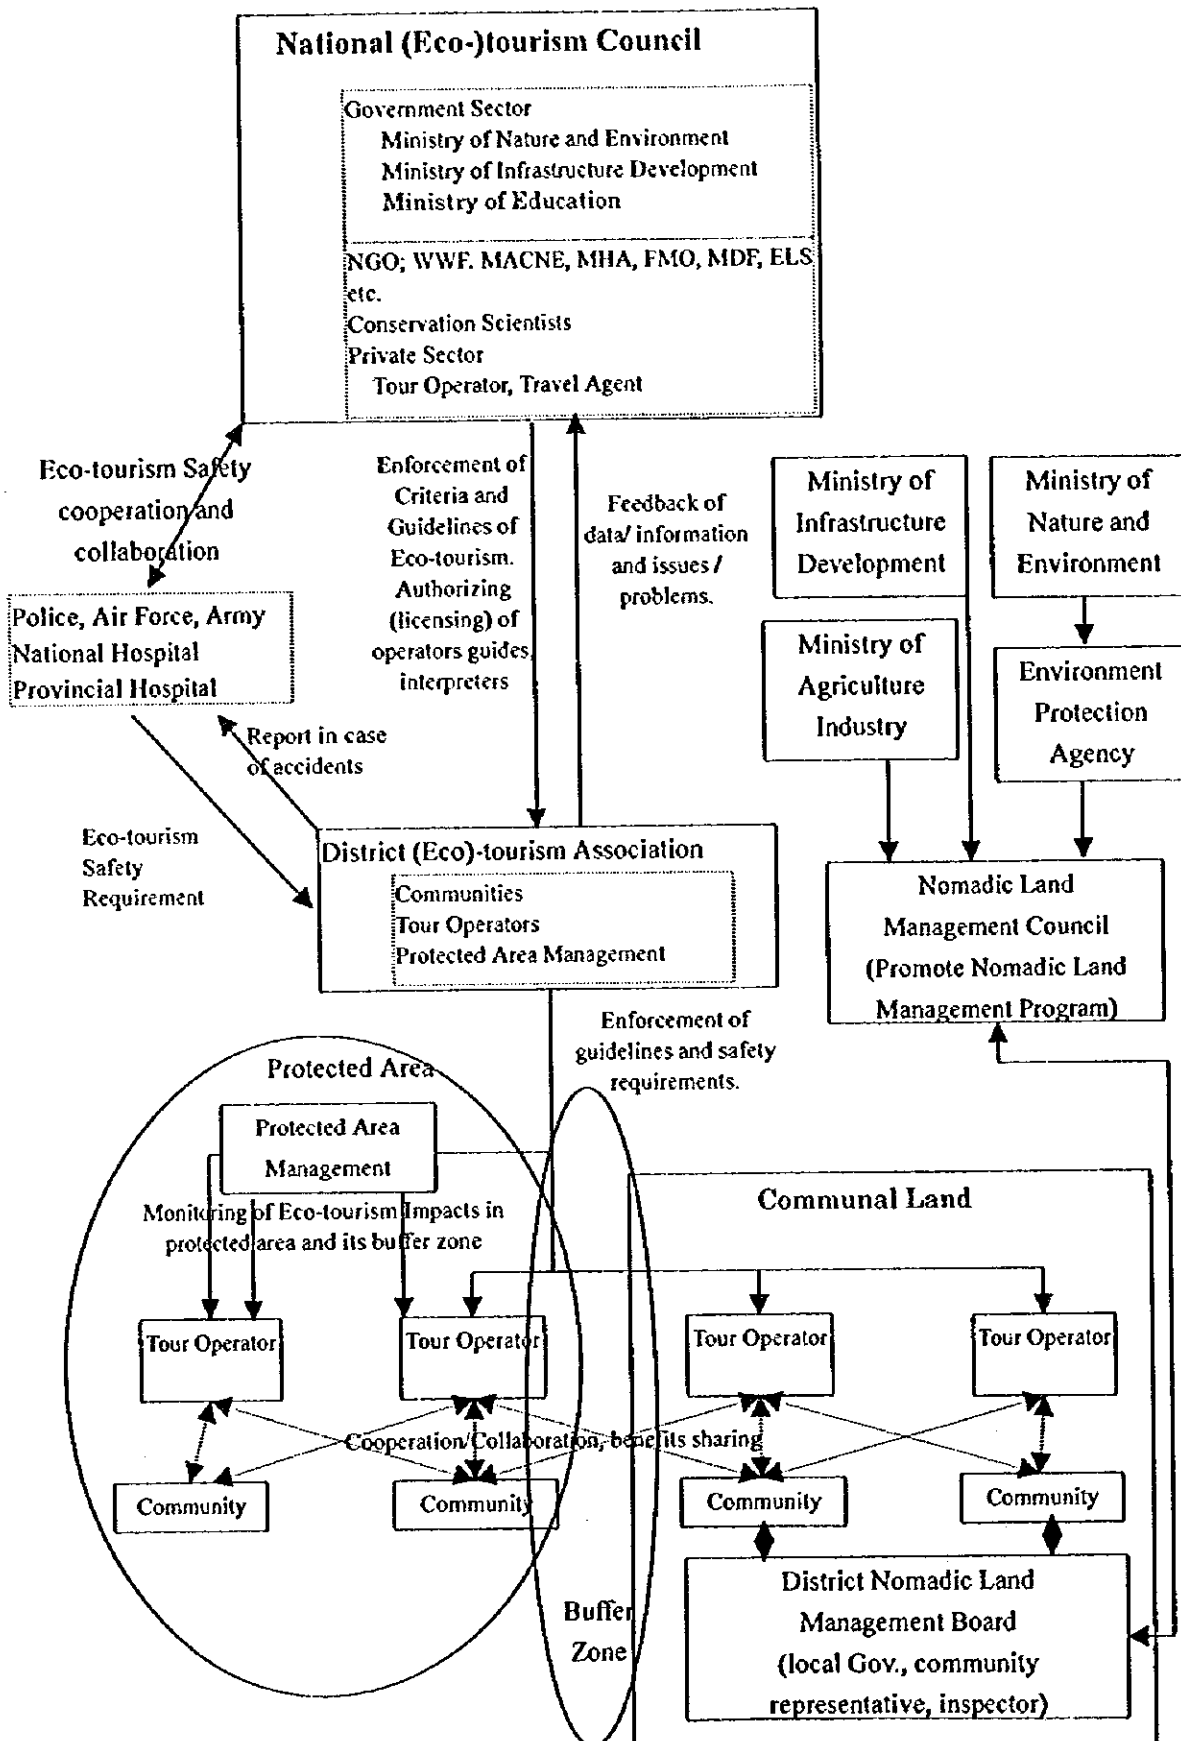 National (Eco-)tourism Council
Government Sector
Ministry of Nature and Environment
Ministry of Infrastructure Development
Ministry of Education
NGO; WWF. MACNE, MHA, FMO, MDF, ELS
etc.
Conservation Scientists
Private Sector
Tour Operator, Travel Agent
Eco-tourism Safety
cooperation and
collaboration
Enforcement of
Criteria and
Guidelines of
Eco-tourism.
Authorizing
(licensing) of
operators guides,
interpreters
Feedback of
data/ information
and issues /
problems.
Ministry of
Infrastructure
Development
Ministry of
Nature and
Environment
Police, Air Force, Army
National Hospital
Provincial Hospital
Ministry of
Agriculture
Industry
Environment
Protection
Agency
Report in case
of accidents
Eco-tourism
Safety
Requirement
District (Eco)-tourism Association
Communities
Tour Operators
Protected Area Management
Nomadic Land
Management Council
(Promote Nomadic Land
Management Program)
Enforcement of
guidelines and safety
requirements.
Protected Area
Protected Area
Management
Monitoring of Eco-tourism Impacts in
protected area and its buffer zone
Communal Land
Tour Operator
Tour Operator
Tour Operator
Tour Operator
Cooperation/Collaboration, benefits sharing
Community
Community
Community
Community
Buffer
Zone
District Nomadic Land
Management Board
(local Gov., community
representative, inspector)